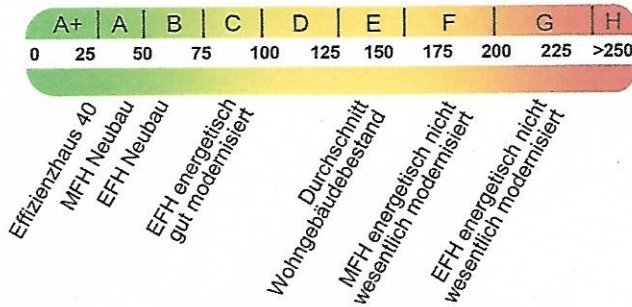 A+ A B C D E F G H
0 25 50 75 100 125 150 175 200 225 >250
Effizienzhaus 40
MFH Neubau
EFH Neubau
EFH energetisch
gut modernisiert
Durchschnitt
Wohngebäudebestand
MFH energetisch nicht
wesentlich modernisiert
EFH energetisch nicht
wesentlich modernisiert